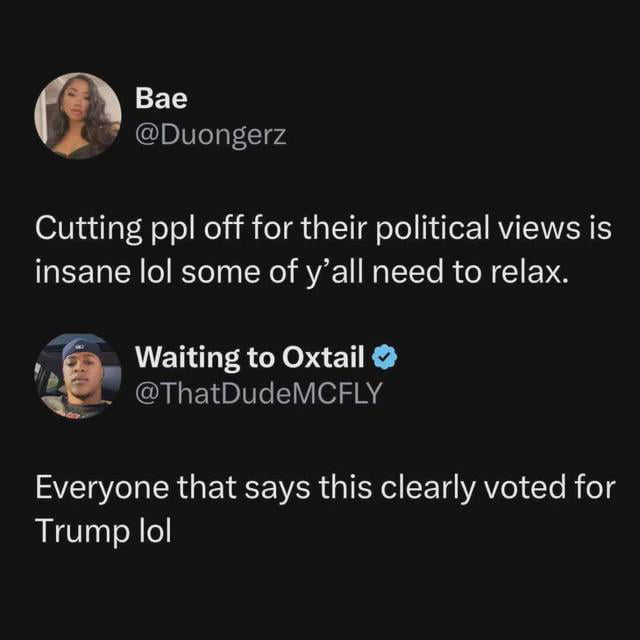 Bae
@Duongerz
Cutting ppl off for their political views is
insane lol some of y’all need to relax.
Waiting to Oxtail
@ThatDudeMCFLY
Everyone that says this clearly voted for
Trump lol